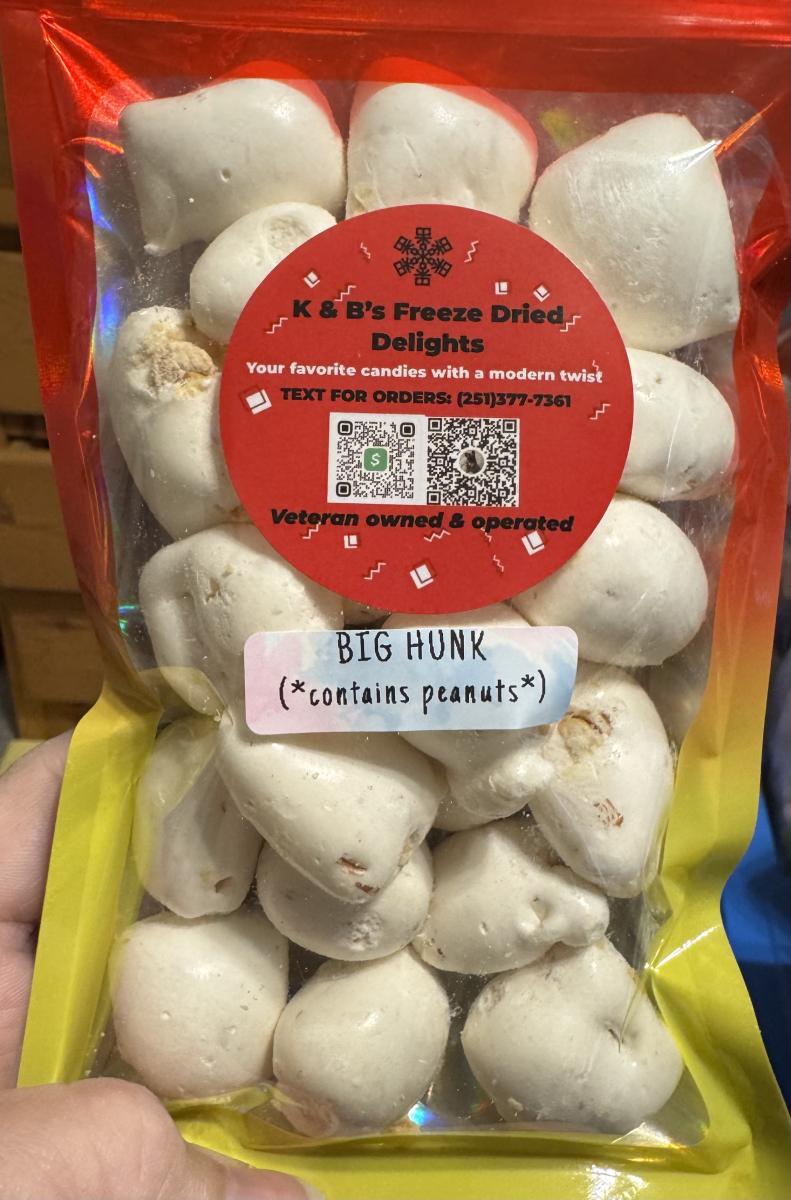 K & B's Freeze Dried
Delights
Your favorite candies with a modern twist
TEXT FOR ORDERS: (251)377-7361
$
Veteran owned & operated
BIG HUNK
(*contains peanuts*)